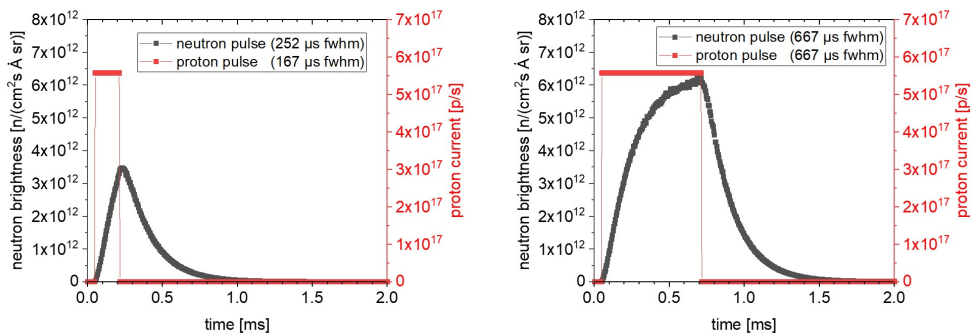 neutron brightness [n/(cm²s Å sr)]
8x10¹²
7x10¹²
6x10¹²
5x10¹²
4x10¹²
3x10¹²
2x10¹²
1x10¹²
0
neutron pulse (252 µs fwhm)
proton pulse (167 µs fwhm)
7x10¹⁷
6x10¹⁷
5x10¹⁷
4x10¹⁷
3x10¹⁷
2x10¹⁷
1x10¹⁷
0
proton current [p/s]
0.0 0.5 1.0 1.5 2.0
time [ms]
neutron brightness [n/(cm²s Å sr)]
8x10¹²
7x10¹²
6x10¹²
5x10¹²
4x10¹²
3x10¹²
2x10¹²
1x10¹²
0
neutron pulse (667 µs fwhm)
proton pulse (667 µs fwhm)
7x10¹⁷
6x10¹⁷
5x10¹⁷
4x10¹⁷
3x10¹⁷
2x10¹⁷
1x10¹⁷
0
proton current [p/s]
0.0 0.5 1.0 1.5 2.0
time [ms]